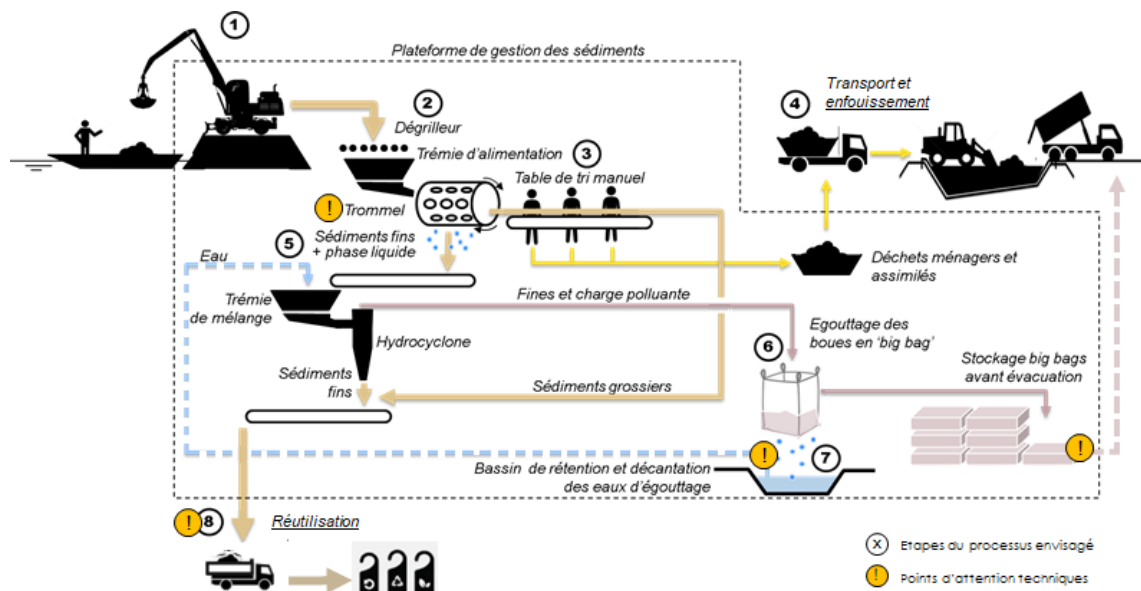 1
Plateforme de gestion des sédiments
2
Dégrilleur
Trémie d'alimentation
3
Table de tri manuel
4
Transport et
enfouissement
! Trommel
Sédiments fins
+ phase liquide
5
Eau
Trémie
de mélange
Hydrocyclone
Fines et charge polluante
Déchets ménagers et
assimilés
6
Egouttage des
boues en 'big bag'
Stockage big bags
avant évacuation
Sédiments
fins
Sédiments grossiers
!
! 7
Bassin de rétention et décantation
des eaux d'égouttage
! 8
Réutilisation
X Etapes du processus envisagé
! Points d'attention techniques